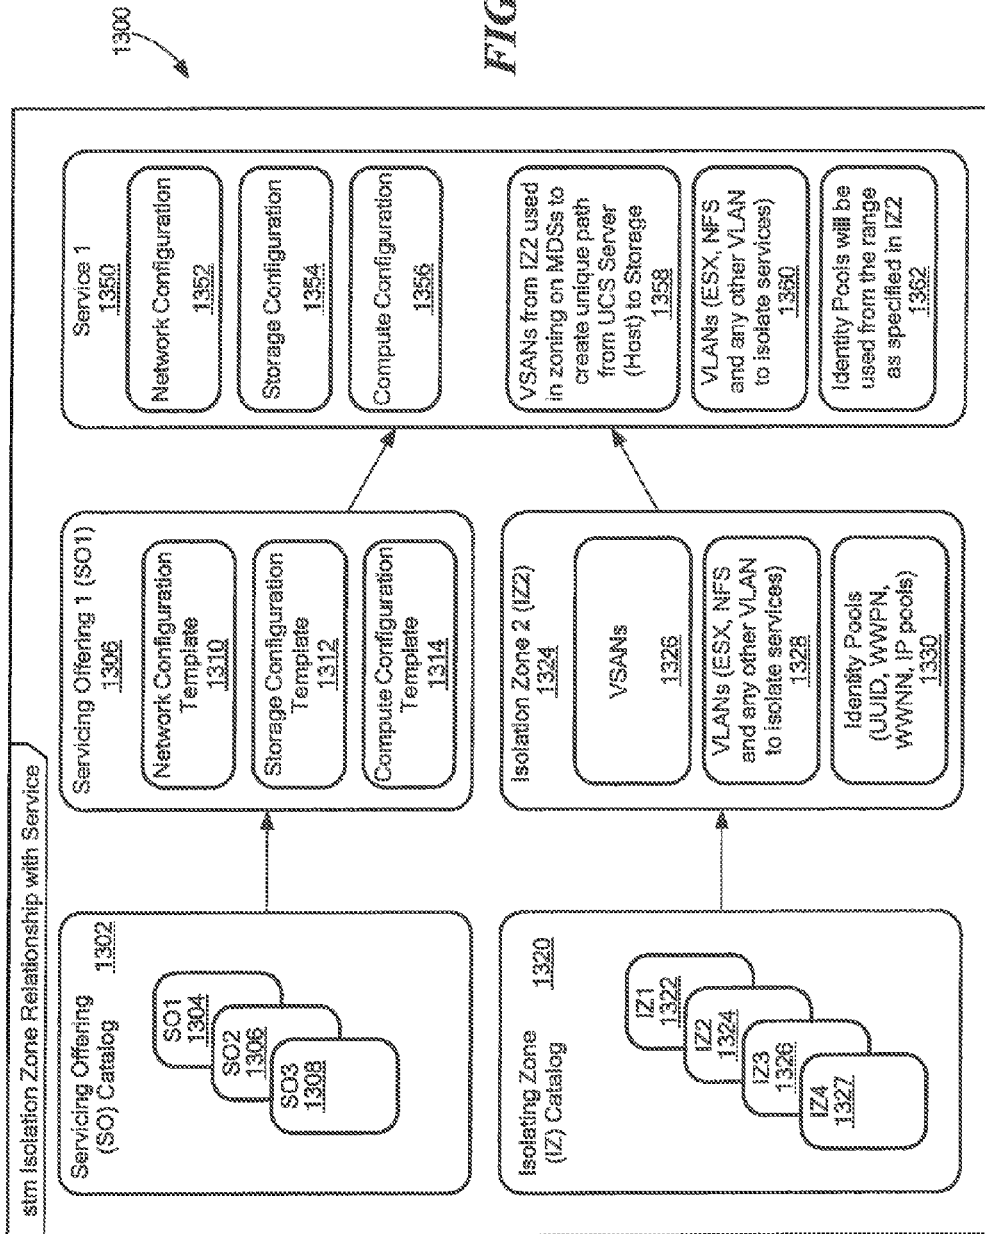 1300
FIG
stm Isolation Zone Relationship with Service
Servicing Offering
(SO) Catalog
1302
SO1
1304
SO2
1306
SO3
1308
Servicing Offering 1 (SO1)
1306
Network Configuration
Template
1310
Storage Configuration
Template
1312
Compute Configuration
Template
1314
Service 1
1350
Network Configuration
1352
Storage Configuration
1354
Compute Configuration
1356
VSANs from IZ2 used
in zoning on MDSs to
create unique path
from UCS Server
(Host) to Storage
1358
VLANs (ESX, NFS
and any other VLAN
to isolate services)
1360
Identity Pools will be
used from the range
as specified in IZ2
1362
Isolating Zone
(IZ) Catalog
1320
IZ1
1322
IZ2
1324
IZ3
1326
IZ4
1327
Isolation Zone 2 (IZ2)
1324
VSANs
1326
VLANs (ESX, NFS
and any other VLAN
to isolate services)
1328
Identity Pools
(UUID, WWPN,
WWNN, IP pools)
1330